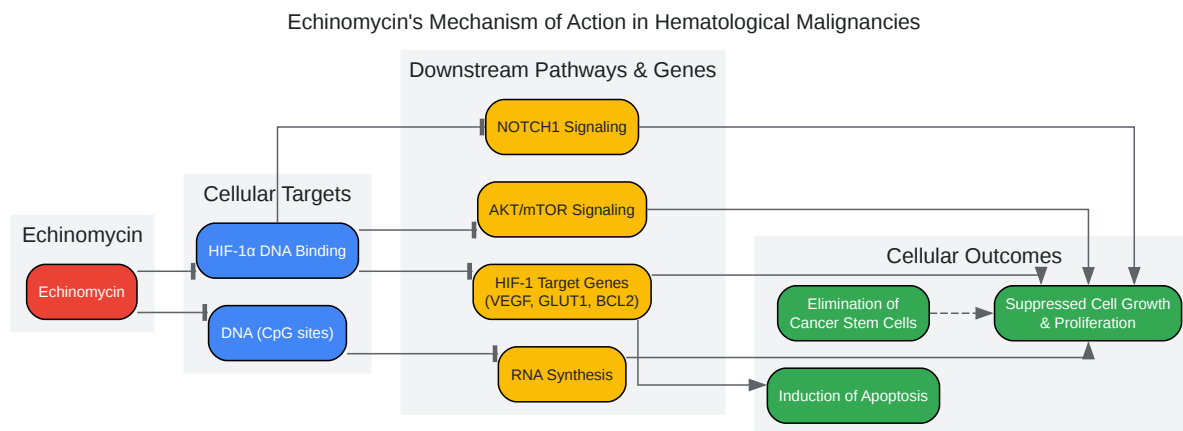 Echinomycin's Mechanism of Action in Hematological Malignancies
Downstream Pathways & Genes
NOTCH1 Signaling
Cellular Targets
AKT/mTOR Signaling
Echinomycin
HIF-1α DNA Binding
Cellular Outcomes
Echinomycin
HIF-1 Target Genes
(VEGF, GLUT1, BCL2)
Elimination of
Cancer Stem Cells
Suppressed Cell Growth
& Proliferation
DNA (CpG sites)
RNA Synthesis
Induction of Apoptosis